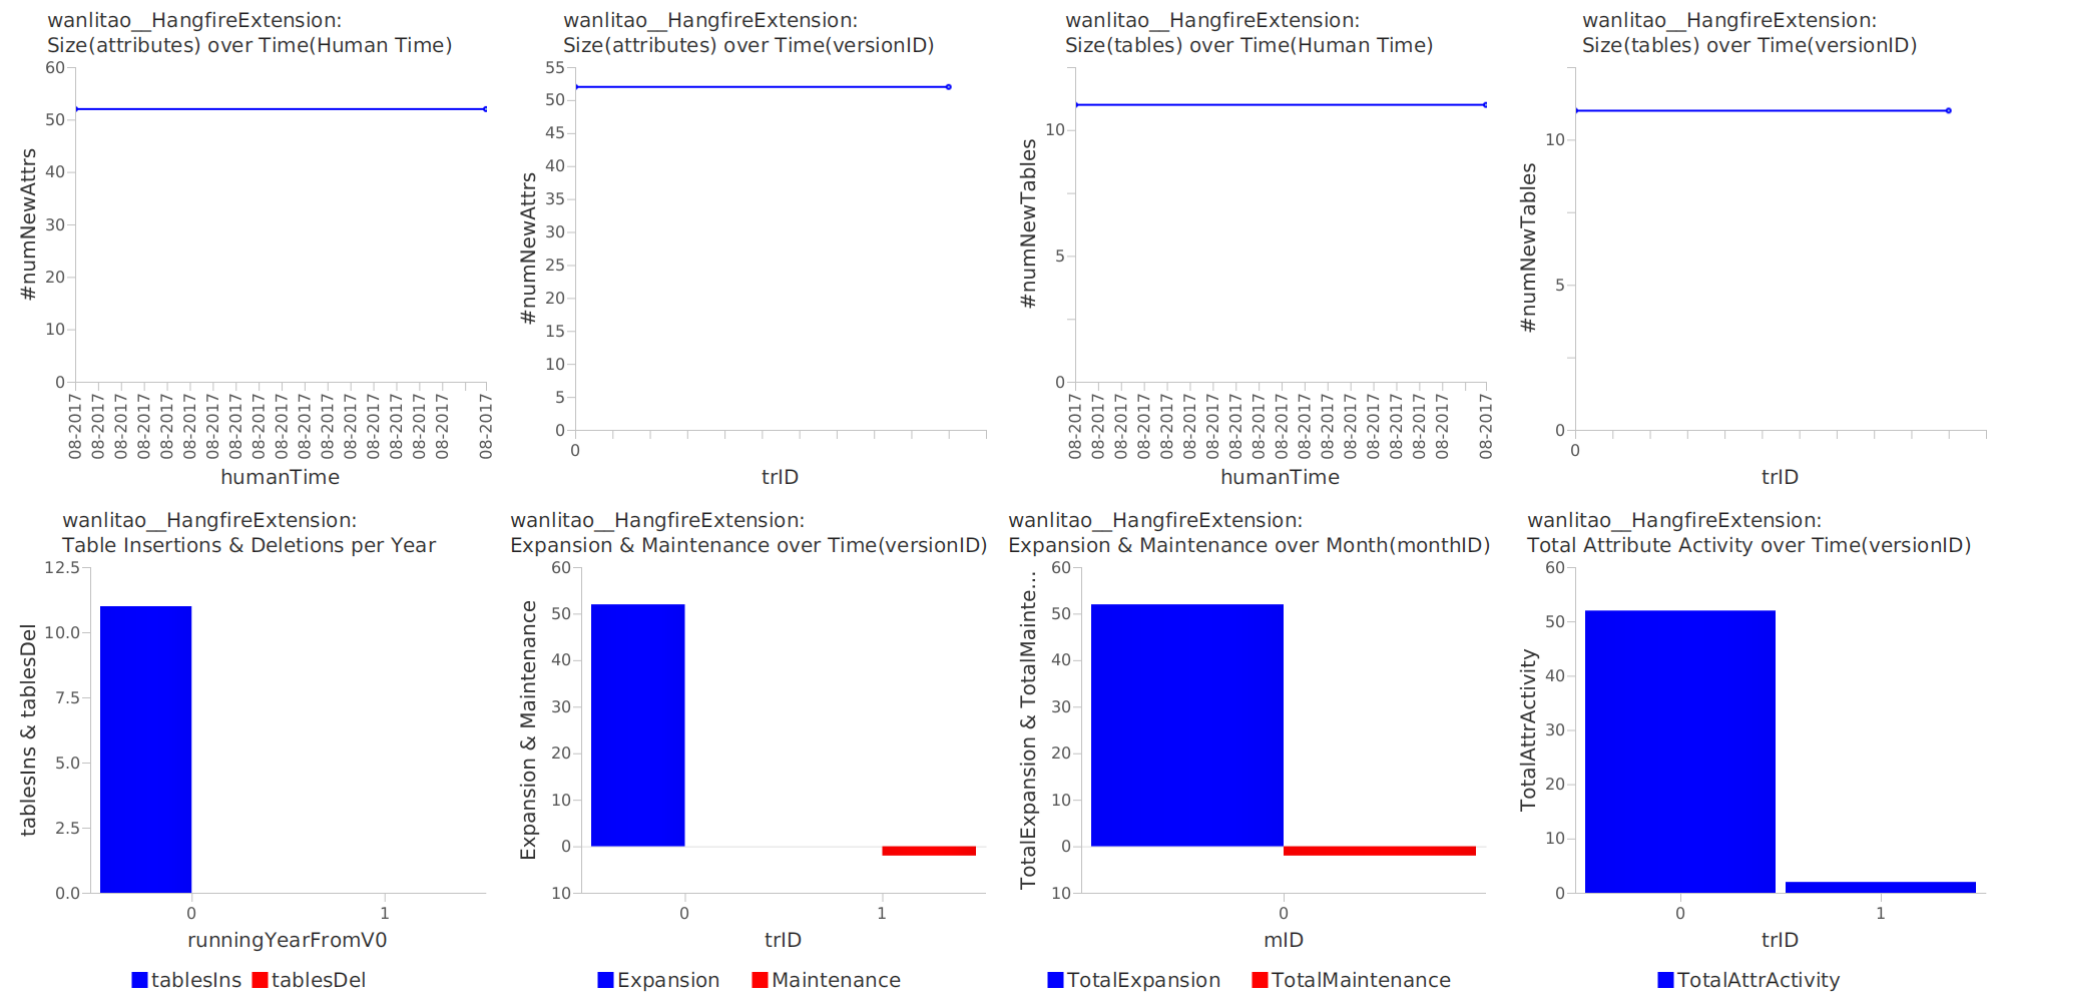 wanlitao__HangfireExtension:
Size(attributes) over Time(Human Time)
#numNewAttrs
60
50
40
30
20
10
0
08-2017 08-2017 08-2017 08-2017 08-2017 08-2017 08-2017 08-2017 08-2017 08-2017 08-2017 08-2017 08-2017 08-2017 08-2017 08-2017 08-2017 08-2017
humanTime
wanlitao__HangfireExtension:
Size(attributes) over Time(versionID)
#numNewAttrs
55
50
45
40
35
30
25
20
15
10
5
0
0
trID
wanlitao__HangfireExtension:
Size(tables) over Time(Human Time)
#numNewTables
10
5
0
08-2017 08-2017 08-2017 08-2017 08-2017 08-2017 08-2017 08-2017 08-2017 08-2017 08-2017 08-2017 08-2017 08-2017 08-2017 08-2017 08-2017 08-2017
humanTime
wanlitao__HangfireExtension:
Size(tables) over Time(versionID)
#numNewTables
10
5
0
0
trID
wanlitao__HangfireExtension:
Table Insertions & Deletions per Year
tablesIns & tablesDel
12.5
10.0
7.5
5.0
2.5
0.0
0 1
runningYearFromV0
tablesIns tablesDel
wanlitao__HangfireExtension:
Expansion & Maintenance over Time(versionID)
Expansion & Maintenance
60
50
40
30
20
10
0
10
0 1
trID
Expansion Maintenance
wanlitao__HangfireExtension:
Expansion & Maintenance over Month(monthID)
TotalExpansion & TotalMainte...
60
50
40
30
20
10
0
10
0
mID
TotalExpansion TotalMaintenance
wanlitao__HangfireExtension:
Total Attribute Activity over Time(versionID)
TotalAttrActivity
60
50
40
30
20
10
0
0 1
trID
TotalAttrActivity